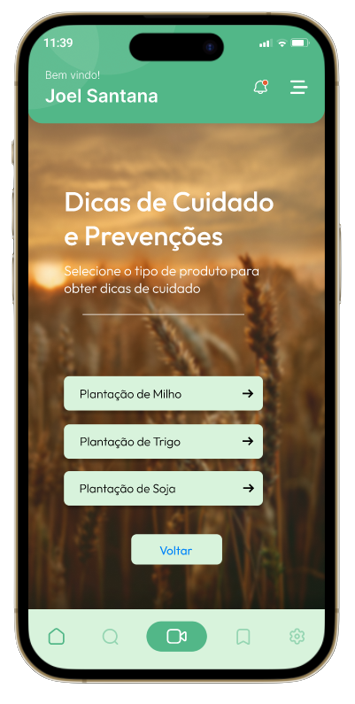 11:39
Bem vindo!
Joel Santana
Dicas de Cuidado
e Prevenções
Selecione o tipo de produto para
obter dicas de cuidado
Plantação de Milho
Plantação de Trigo
Plantação de Soja
Voltar